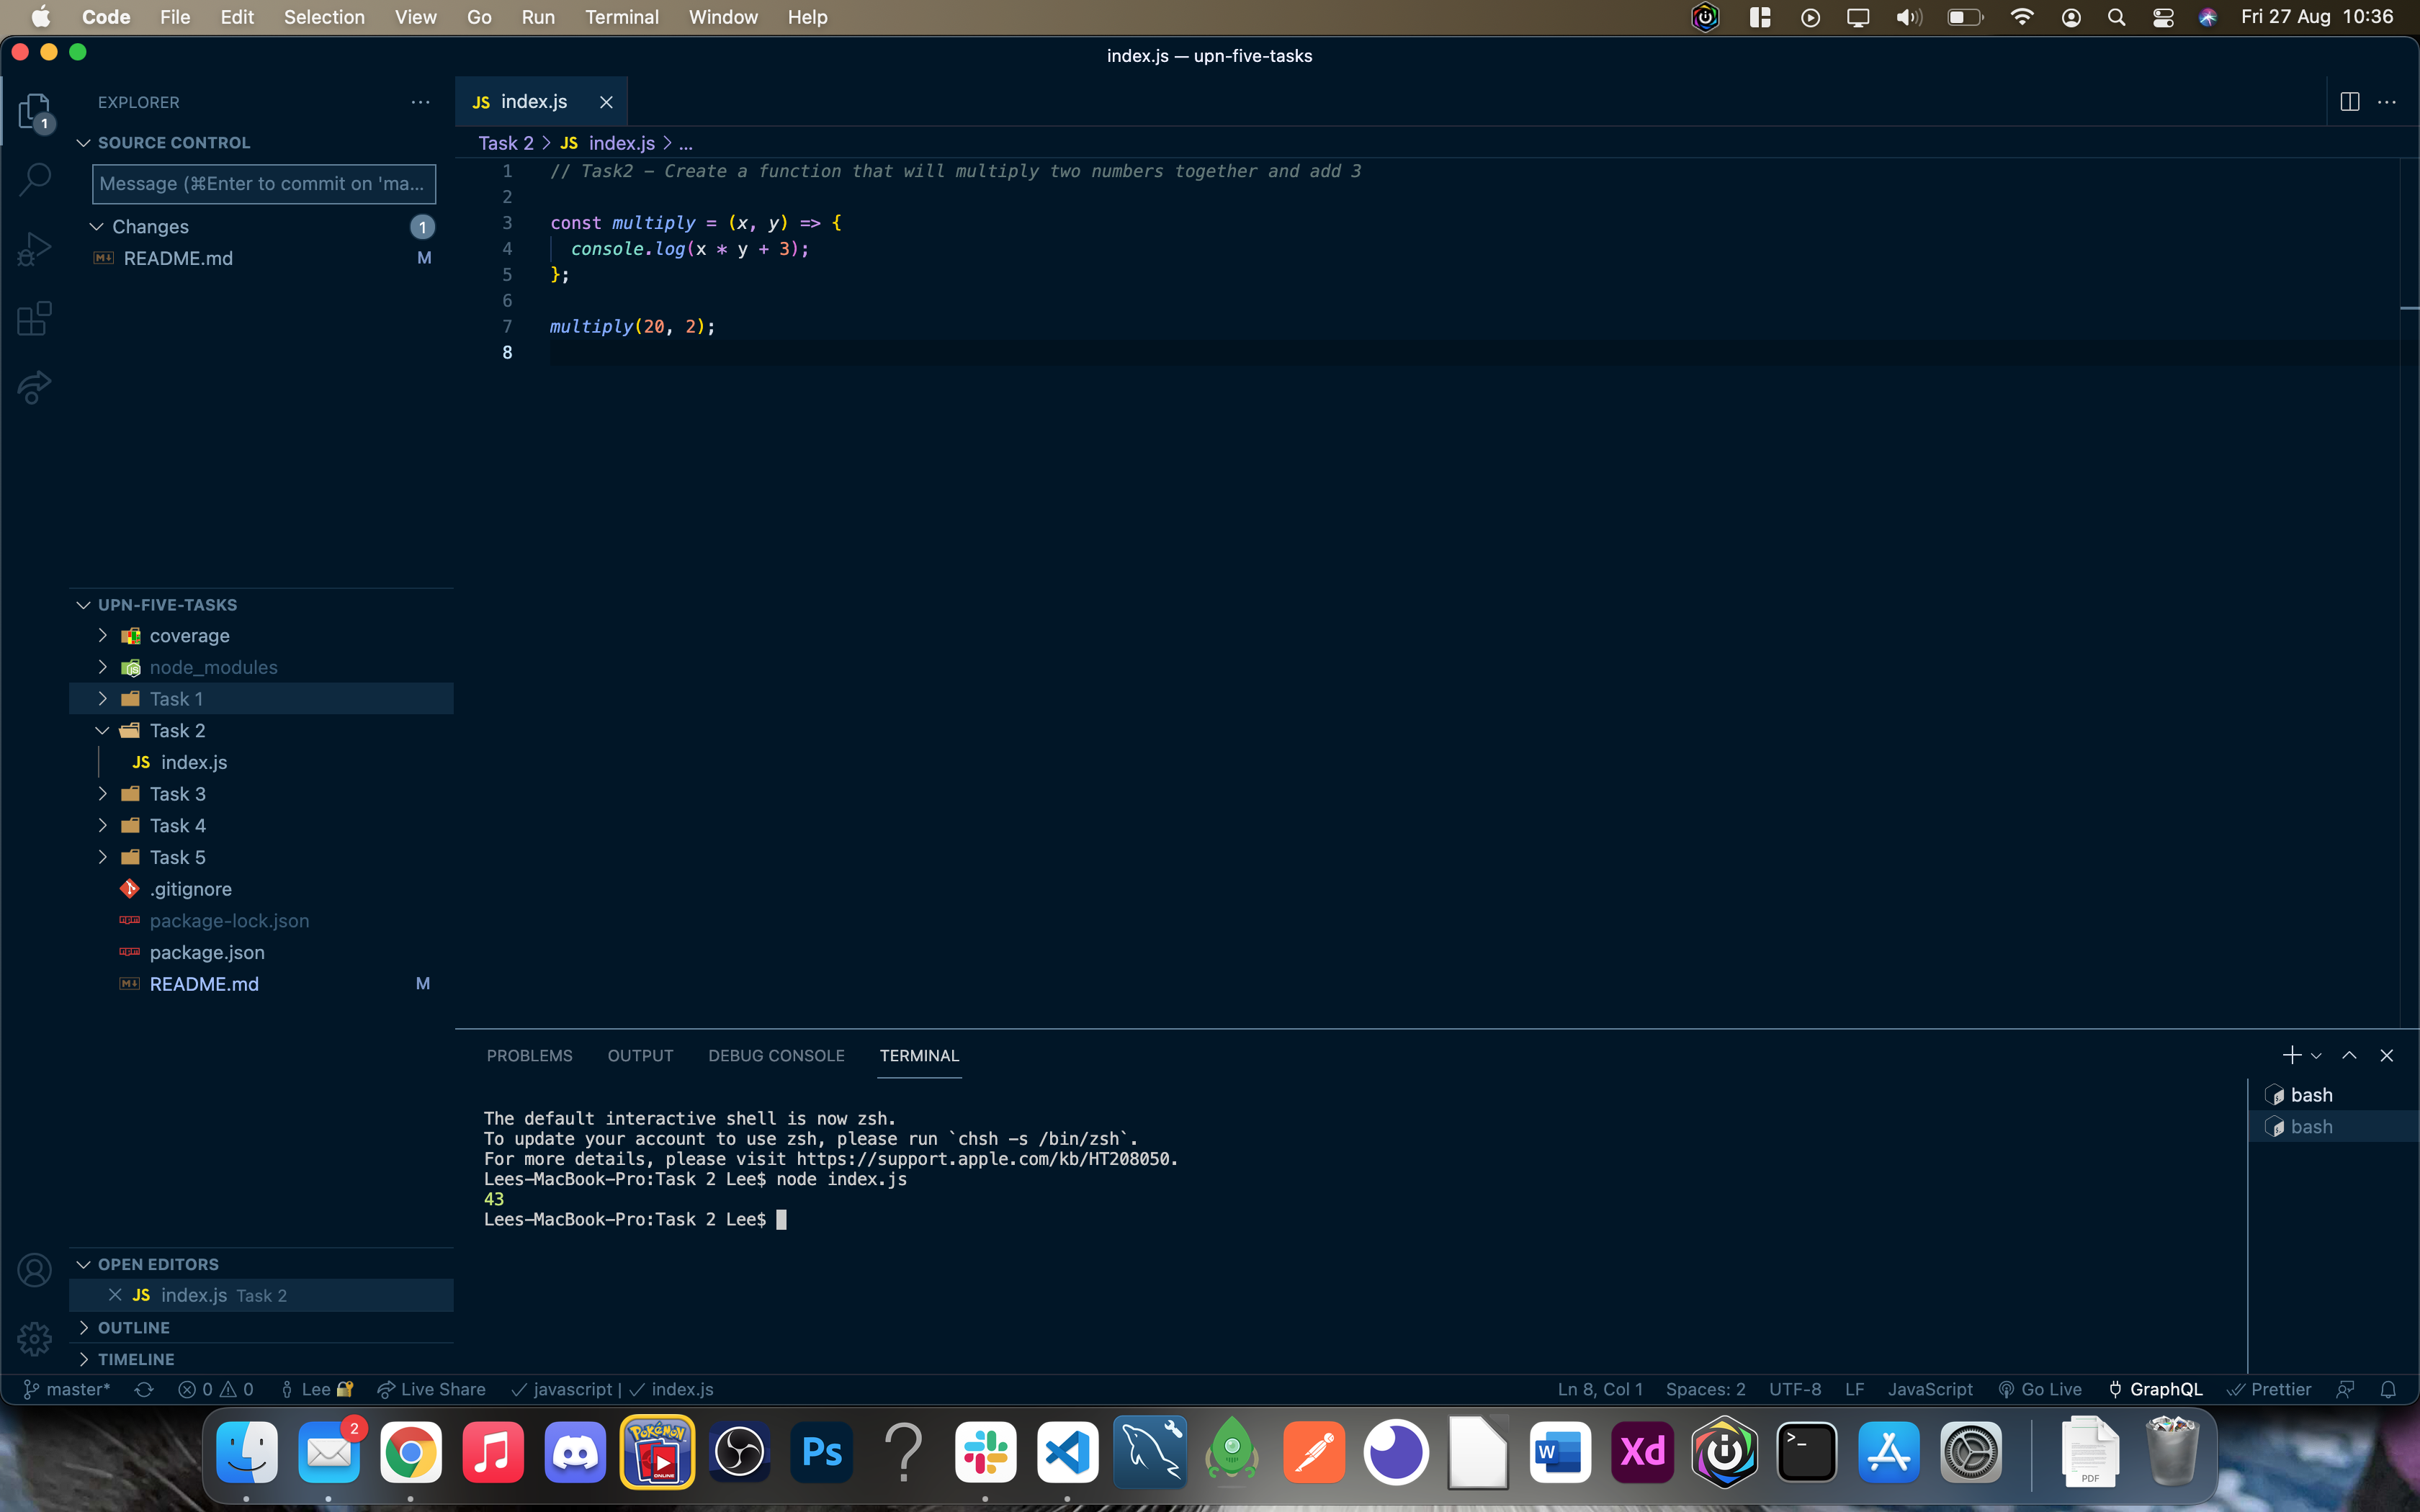 Code File Edit Selection View Go Run Terminal Window Help Fri 27 Aug 10:36
index.js — upn-five-tasks
EXPLORER
1
SOURCE CONTROL
Message (⌘Enter to commit on 'ma...
Changes 1
README.md M
UPN-FIVE-TASKS
coverage
node_modules
Task 1
Task 2
JS index.js
Task 3
Task 4
Task 5
.gitignore
package-lock.json
package.json
README.md M
OPEN EDITORS
JS index.js Task 2
OUTLINE
TIMELINE
JS index.js
Task 2 > JS index.js > ...
1 // Task2 – Create a function that will multiply two numbers together and add 3
2
3 const multiply = (x, y) => {
4 console.log(x * y + 3);
5 };
6
7 multiply(20, 2);
8
PROBLEMS OUTPUT DEBUG CONSOLE TERMINAL
The default interactive shell is now zsh.
To update your account to use zsh, please run `chsh -s /bin/zsh`.
For more details, please visit https://support.apple.com/kb/HT208050.
Lees-MacBook-Pro:Task 2 Lee$ node index.js
43
Lees-MacBook-Pro:Task 2 Lee$
bash
bash
master* 0 0 Lee Live Share javascript | index.js Ln 8, Col 1 Spaces: 2 UTF-8 LF JavaScript Go Live GraphQL Prettier
2
POKéMON
ONLINE
Ps
?
W
Xd
>_
PDF